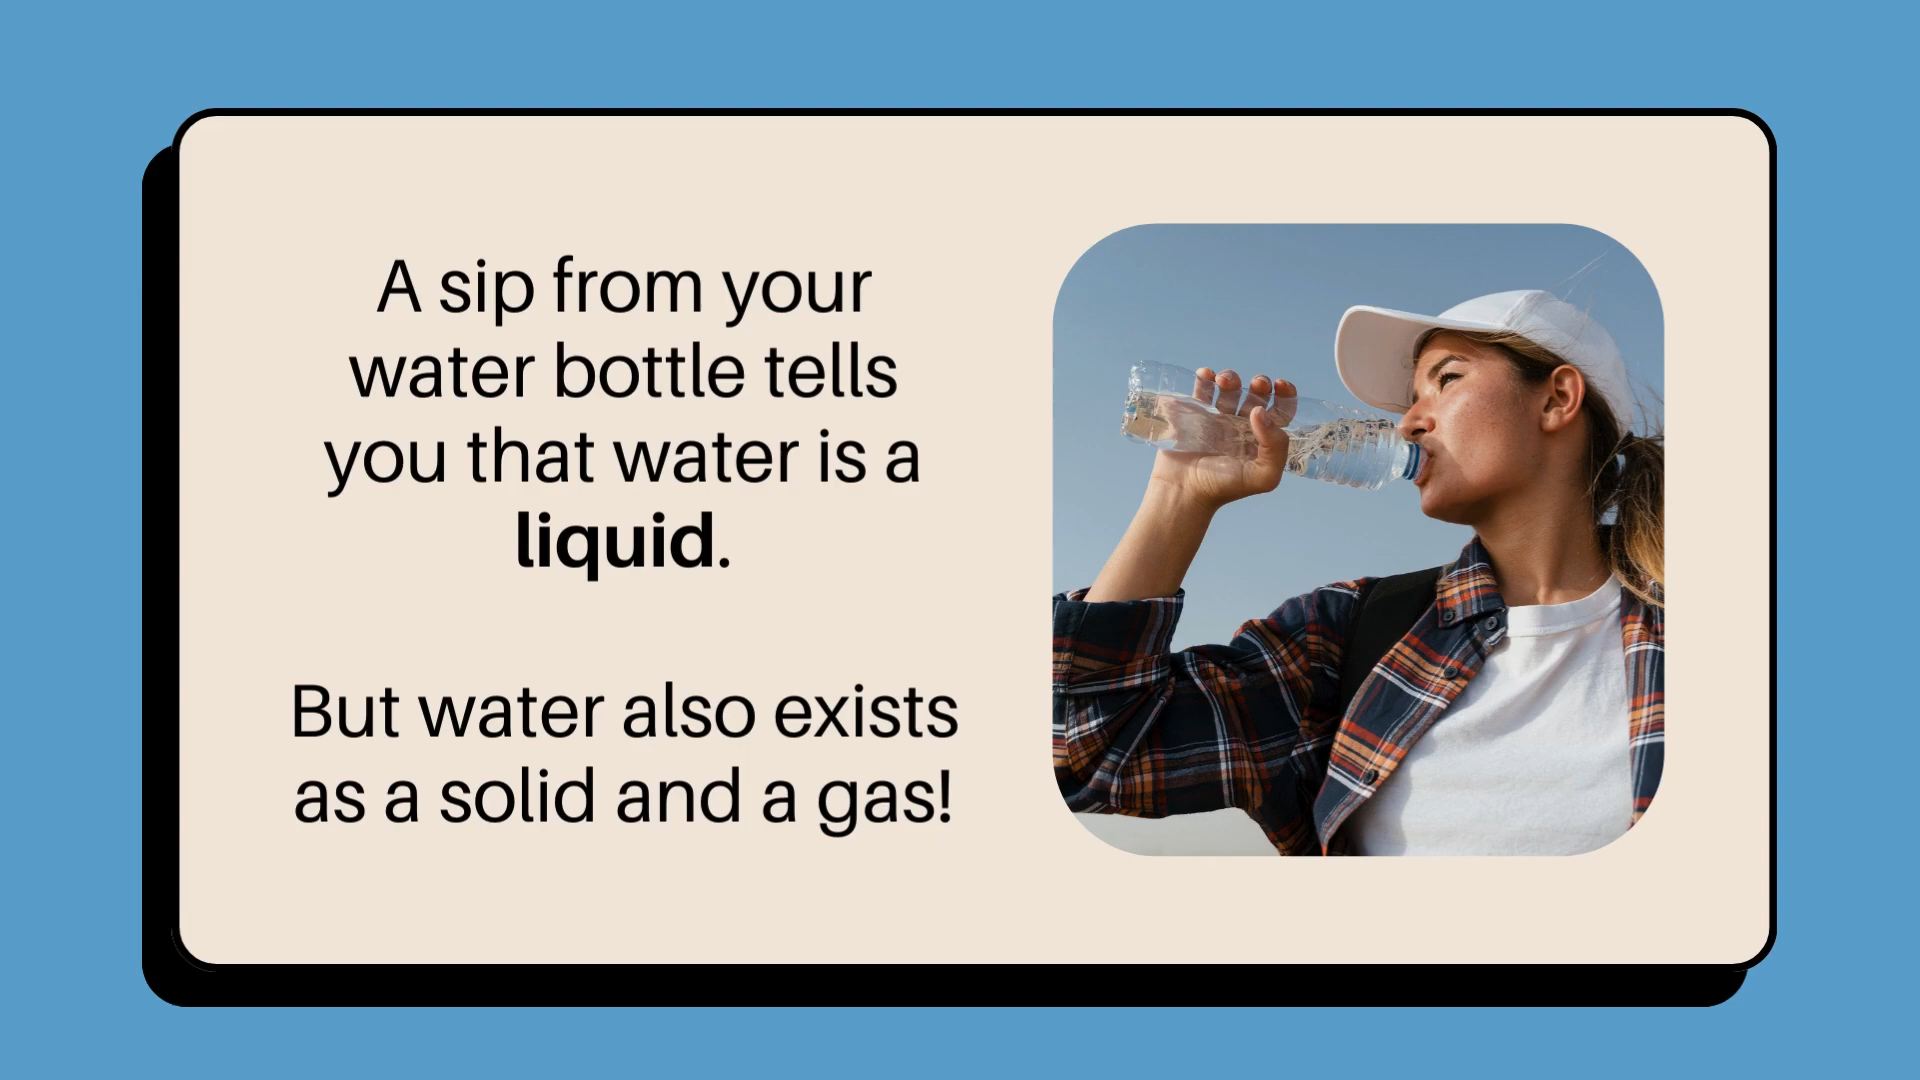 A sip from your
water bottle tells
you that water is a
liquid.
But water also exists
as a solid and a gas!